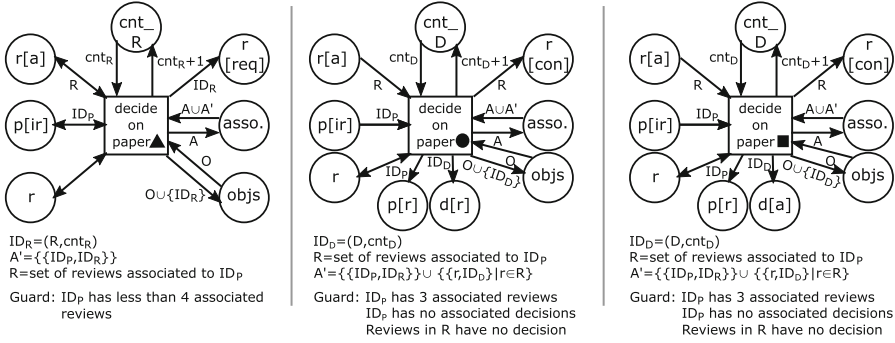 cnt_
R
r[a]
cntR
cntR+1
r
[req]
R
IDR
p[ir]
IDP
decide
on
paper
A∪A'
A
asso.
r
O
O∪{IDR}
objs
IDR=(R,cntR)
A'={{IDP,IDR}}
R=set of reviews associated to IDP
Guard: IDP has less than 4 associated
reviews
cnt_
D
r[a]
cntD
cntD+1
r
[con]
R
R
p[ir]
IDP
decide
on
paper
A∪A'
A
asso.
r
IDP
IDD
O
O∪{IDD}
objs
p[r]
d[r]
IDD=(D,cntD)
R=set of reviews associated to IDP
A'={{IDP,IDR}}∪ {{r,IDD}|r∈R}
Guard: IDP has 3 associated reviews
IDP has no associated decisions
Reviews in R have no decision
cnt_
D
r[a]
cntD
cntD+1
r
[con]
R
R
p[ir]
IDP
decide
on
paper
A∪A'
A
asso.
r
IDP
IDD
O
O∪{IDD}
objs
p[r]
d[a]
IDD=(D,cntD)
R=set of reviews associated to IDP
A'={{IDP,IDR}}∪ {{r,IDD}|r∈R}
Guard: IDP has 3 associated reviews
IDP has no associated decisions
Reviews in R have no decision